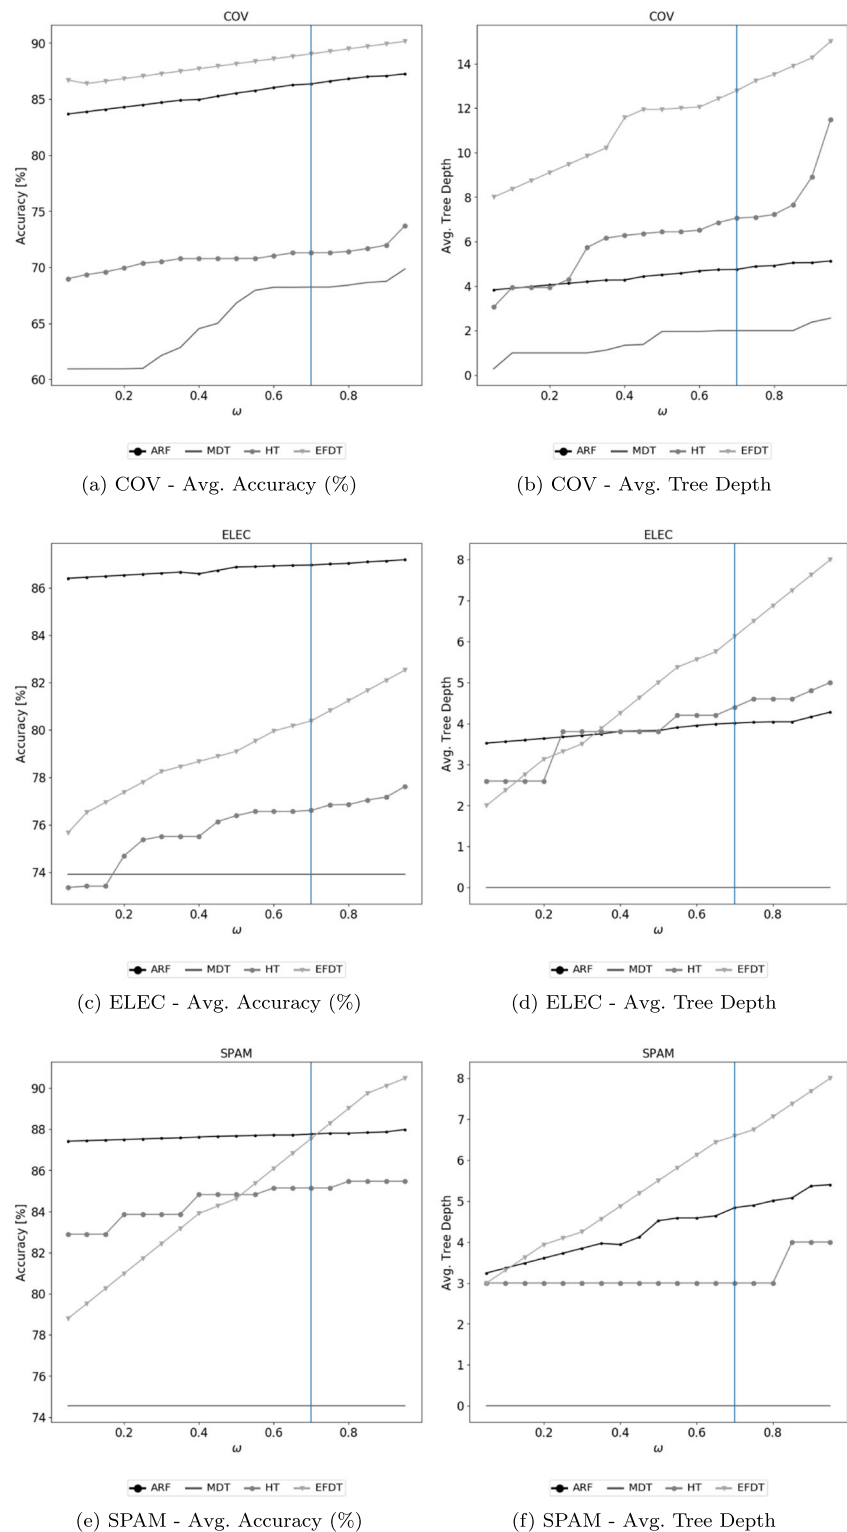 COV
Accuracy [%]
90
85
80
75
70
65
60
0.2 0.4 0.6 0.8
ω
ARF MDT HT EFDT
(a) COV - Avg. Accuracy (%)
COV
Avg. Tree Depth
14
12
10
8
6
4
2
0
0.2 0.4 0.6 0.8
ω
ARF MDT HT EFDT
(b) COV - Avg. Tree Depth
ELEC
Accuracy [%]
86
84
82
80
78
76
74
0.2 0.4 0.6 0.8
ω
ARF MDT HT EFDT
(c) ELEC - Avg. Accuracy (%)
ELEC
Avg. Tree Depth
8
7
6
5
4
3
2
1
0
0.2 0.4 0.6 0.8
ω
ARF MDT HT EFDT
(d) ELEC - Avg. Tree Depth
SPAM
Accuracy [%]
90
88
86
84
82
80
78
76
74
0.2 0.4 0.6 0.8
ω
ARF MDT HT EFDT
(e) SPAM - Avg. Accuracy (%)
SPAM
Avg. Tree Depth
8
7
6
5
4
3
2
1
0
0.2 0.4 0.6 0.8
ω
ARF MDT HT EFDT
(f) SPAM - Avg. Tree Depth